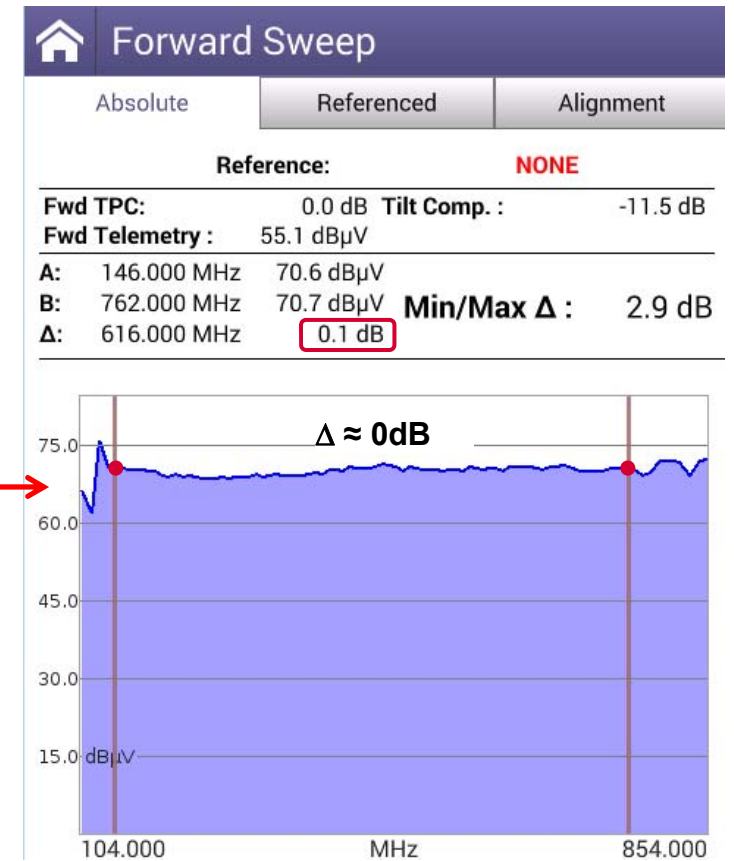 Forward Sweep
Absolute Referenced Alignment
Reference: NONE
Fwd TPC: 0.0 dB Tilt Comp. : -11.5 dB
Fwd Telemetry : 55.1 dBµV
A: 146.000 MHz 70.6 dBµV
B: 762.000 MHz 70.7 dBµV Min/Max Δ : 2.9 dB
Δ: 616.000 MHz 0.1 dB
Δ ≈ 0dB
75.0
60.0
45.0
30.0
15.0 dBµV
104.000 MHz 854.000